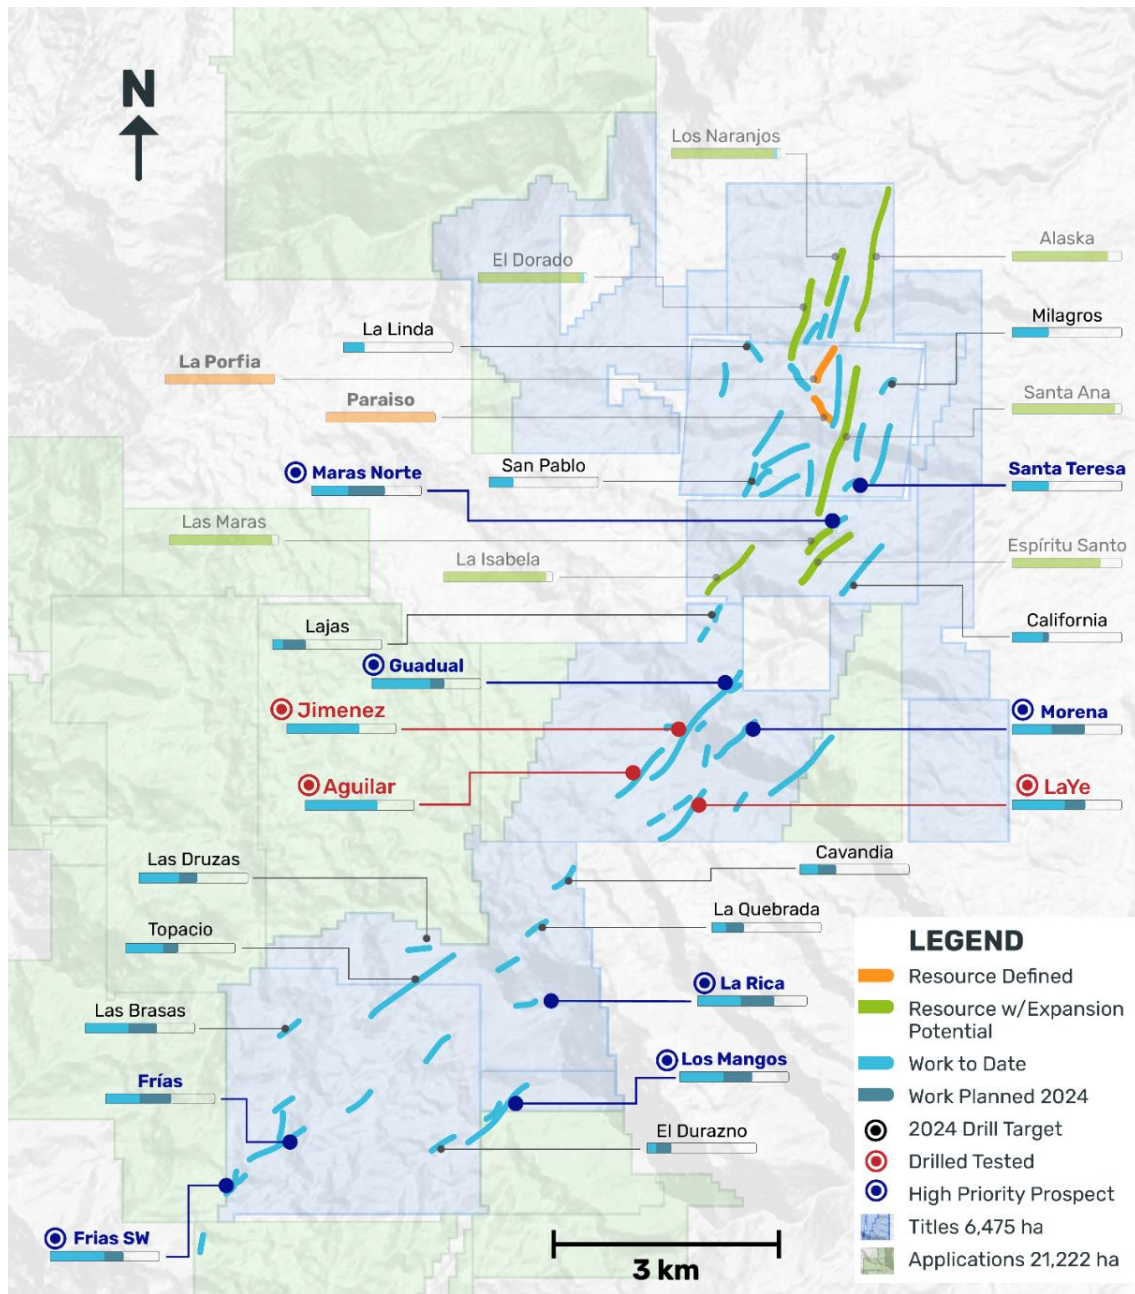 N
Los Naranjos
Alaska
El Dorado
Milagros
La Linda
La Porfia
Santa Ana
Paraiso
San Pablo
Maras Norte
Santa Teresa
Las Maras
Espíritu Santo
La Isabela
California
Lajas
Guadual
Jimenez
Morena
Aguilar
LaYe
Cavandia
Las Druzas
La Quebrada
Topacio
La Rica
Las Brasas
Los Mangos
Frías
El Durazno
Frias SW
3 km
LEGEND
Resource Defined
Resource w/Expansion
Potential
Work to Date
Work Planned 2024
2024 Drill Target
Drilled Tested
High Priority Prospect
Titles 6,475 ha
Applications 21,222 ha